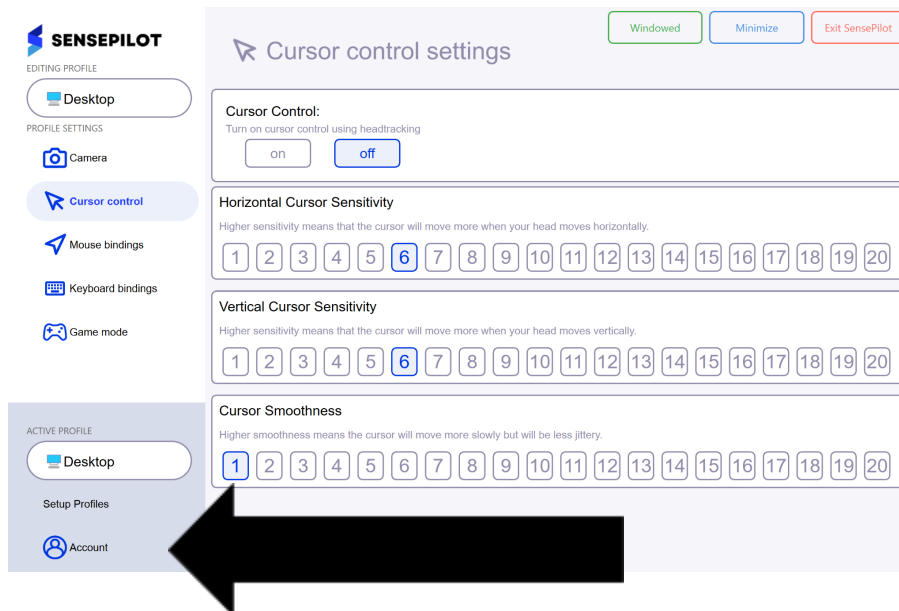 SENSEPILOT
EDITING PROFILE
Desktop
PROFILE SETTINGS
Camera
Cursor control
Mouse bindings
Keyboard bindings
Game mode
ACTIVE PROFILE
Desktop
Setup Profiles
Account
Windowed Minimize Exit SensePilot
Cursor control settings
Cursor Control:
Turn on cursor control using headtracking
on off
Horizontal Cursor Sensitivity
Higher sensitivity means that the cursor will move more when your head moves horizontally.
1 2 3 4 5 6 7 8 9 10 11 12 13 14 15 16 17 18 19 20
Vertical Cursor Sensitivity
Higher sensitivity means that the cursor will move more when your head moves vertically.
1 2 3 4 5 6 7 8 9 10 11 12 13 14 15 16 17 18 19 20
Cursor Smoothness
Higher smoothness means the cursor will move more slowly but will be less jittery.
1 2 3 4 5 6 7 8 9 10 11 12 13 14 15 16 17 18 19 20